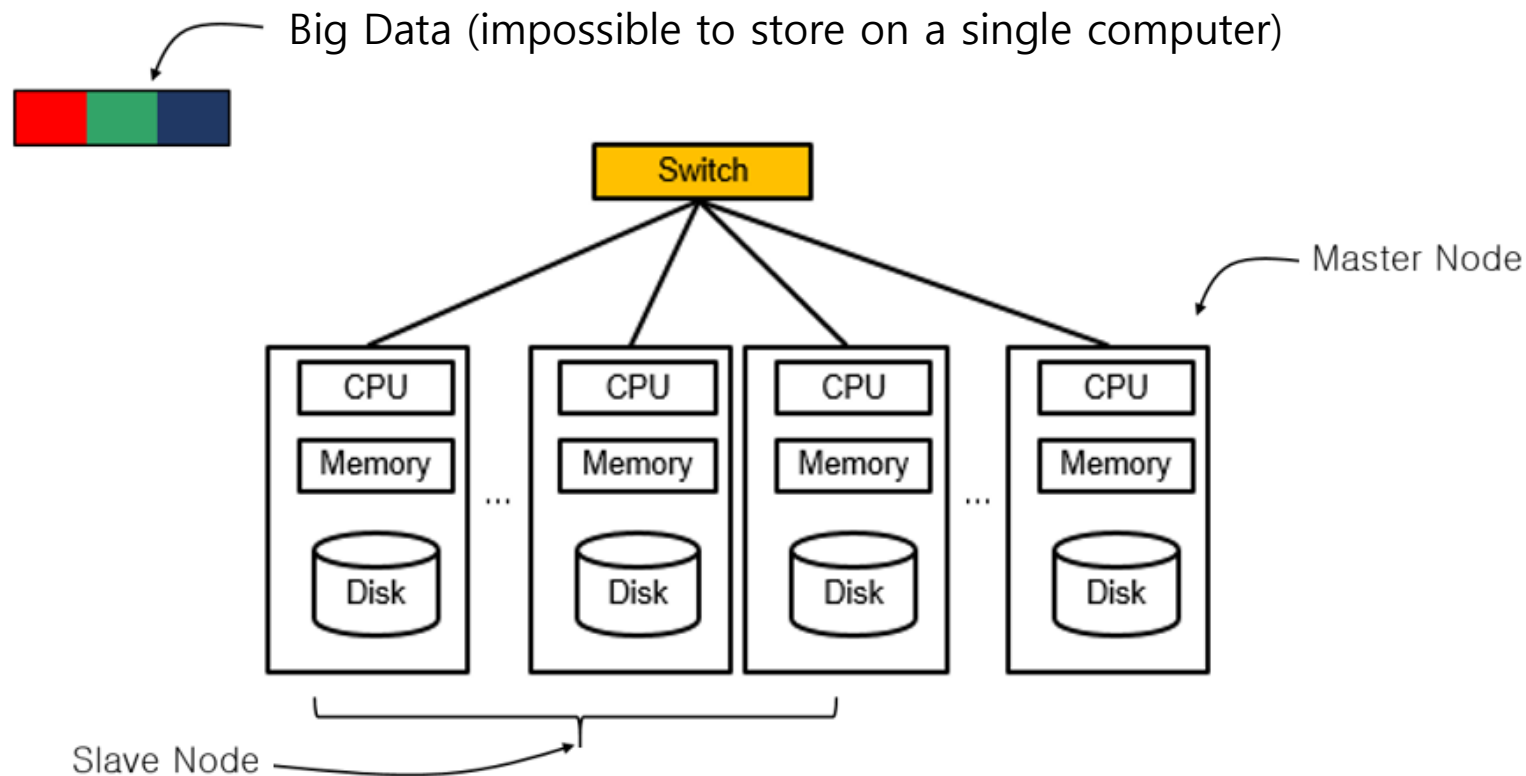 Big Data (impossible to store on a single computer)
Switch
Master Node
CPU
CPU
CPU
CPU
Memory
Memory
Memory
Memory
...
...
Disk
Disk
Disk
Disk
Slave Node